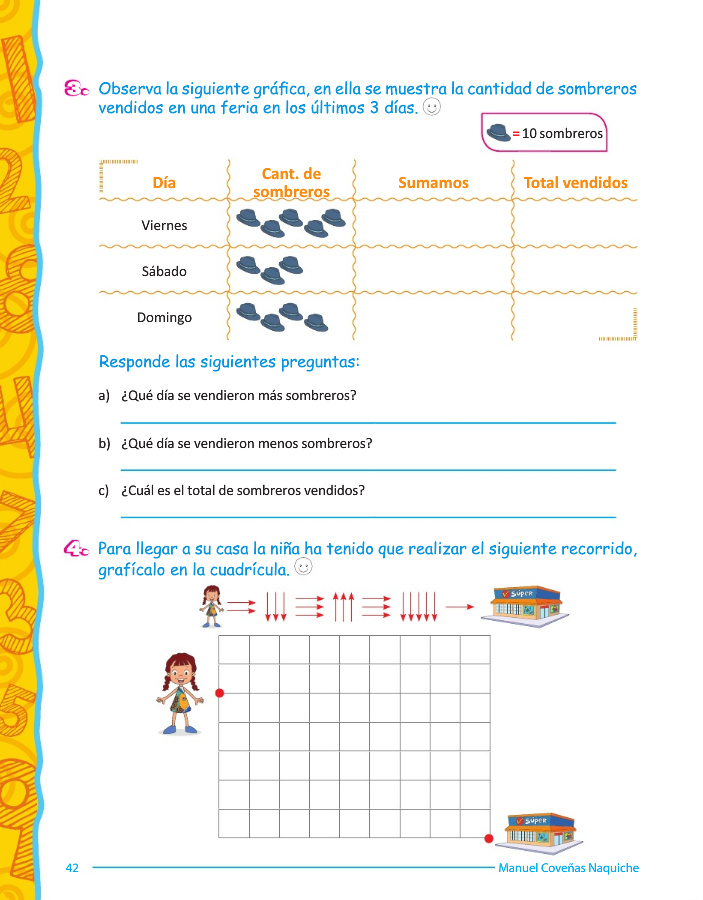 3. Observa la siguiente gráfica, en ella se muestra la cantidad de sombreros
vendidos en una feria en los últimos 3 días.
= 10 sombreros
Día
Cant. de
sombreros
Sumamos
Total vendidos
Viernes
Sábado
Domingo
Responde las siguientes preguntas:
a) ¿Qué día se vendieron más sombreros?
b) ¿Qué día se vendieron menos sombreros?
c) ¿Cuál es el total de sombreros vendidos?
4. Para llegar a su casa la niña ha tenido que realizar el siguiente recorrido,
grafícalo en la cuadrícula.
Súper
Súper
42
Manuel Coveñas Naquiche